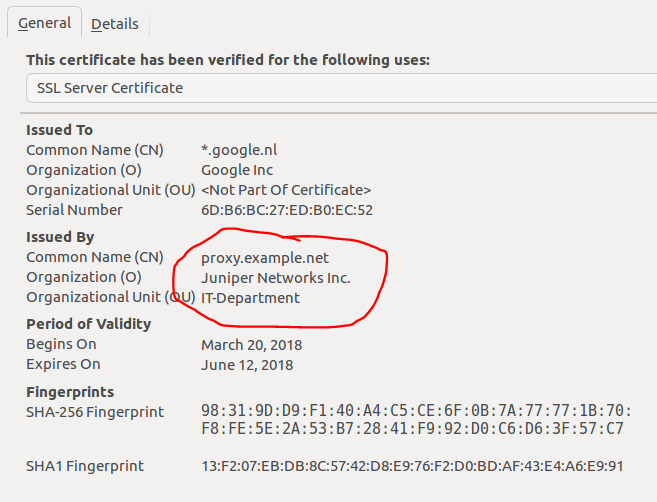 General Details
This certificate has been verified for the following uses:
SSL Server Certificate
Issued To
Common Name (CN) *.google.nl
Organization (O) Google Inc
Organizational Unit (OU) <Not Part Of Certificate>
Serial Number 6D:B6:BC:27:ED:B0:EC:52
Issued By
Common Name (CN) proxy.example.net
Organization (O) Juniper Networks Inc.
Organizational Unit (OU) IT-Department
Period of Validity
Begins On March 20, 2018
Expires On June 12, 2018
Fingerprints
SHA-256 Fingerprint 98:31:9D:D9:F1:40:A4:C5:CE:6F:0B:7A:77:77:1B:70:
F8:FE:5E:2A:53:B7:28:41:F9:92:D0:C6:D6:3F:57:C7
SHA1 Fingerprint 13:F2:07:EB:DB:8C:57:42:D8:E9:76:F2:D0:BD:AF:43:E4:A6:E9:91